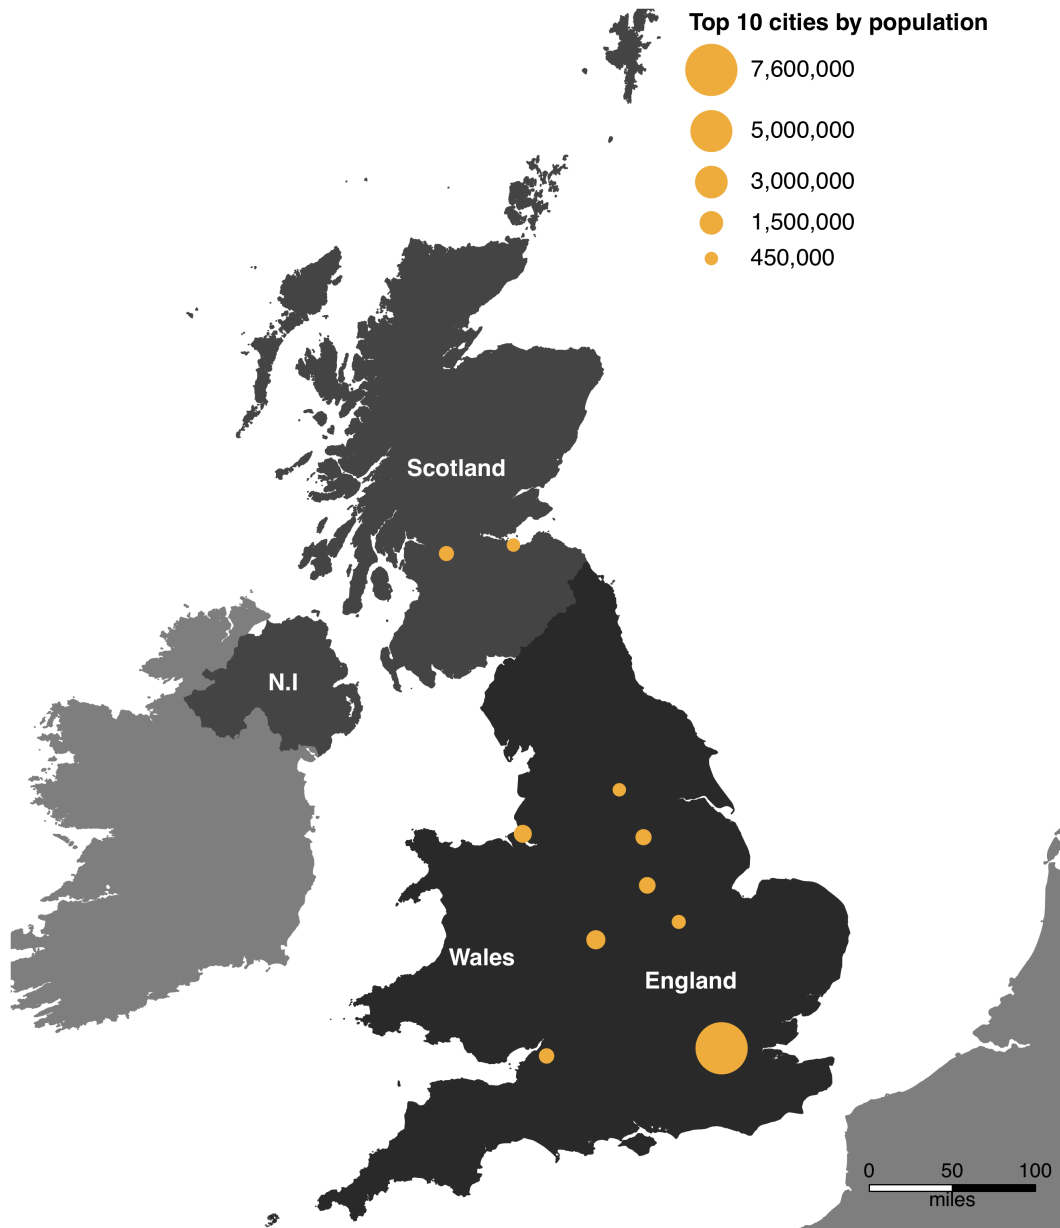 Top 10 cities by population
7,600,000
5,000,000
3,000,000
1,500,000
450,000
Scotland
N.I
Wales
England
0 50 100
miles